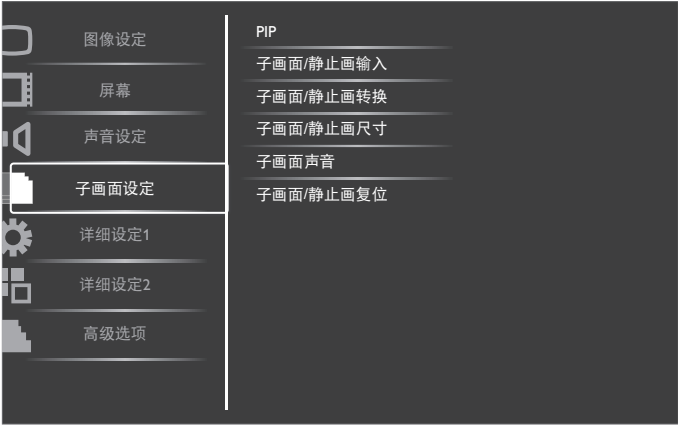 图像设定
屏幕
声音设定
子画面设定
详细设定1
详细设定2
高级选项
PIP
子画面/静止画输入
子画面/静止画转换
子画面/静止画尺寸
子画面声音
子画面/静止画复位